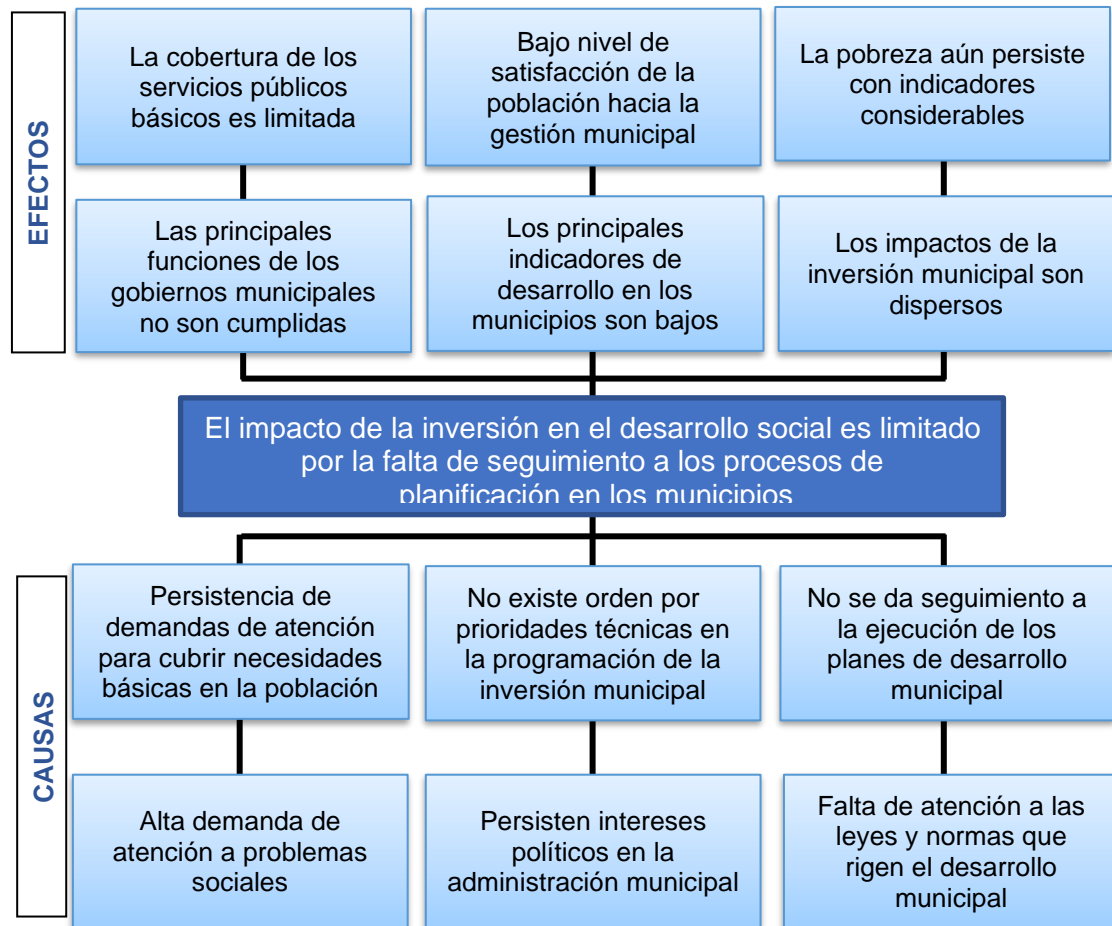 EFECTOS
La cobertura de los
servicios públicos
básicos es limitada
Bajo nivel de
satisfacción de la
población hacia la
gestión municipal
La pobreza aún persiste
con indicadores
considerables
Las principales
funciones de los
gobiernos municipales
no son cumplidas
Los principales
indicadores de
desarrollo en los
municipios son bajos
Los impactos de la
inversión municipal son
dispersos
El impacto de la inversión en el desarrollo social es limitado
por la falta de seguimiento a los procesos de
planificación en los municipios
CAUSAS
Persistencia de
demandas de atención
para cubrir necesidades
básicas en la población
No existe orden por
prioridades técnicas en
la programación de la
inversión municipal
No se da seguimiento a
la ejecución de los
planes de desarrollo
municipal
Alta demanda de
atención a problemas
sociales
Persisten intereses
políticos en la
administración municipal
Falta de atención a las
leyes y normas que
rigen el desarrollo
municipal